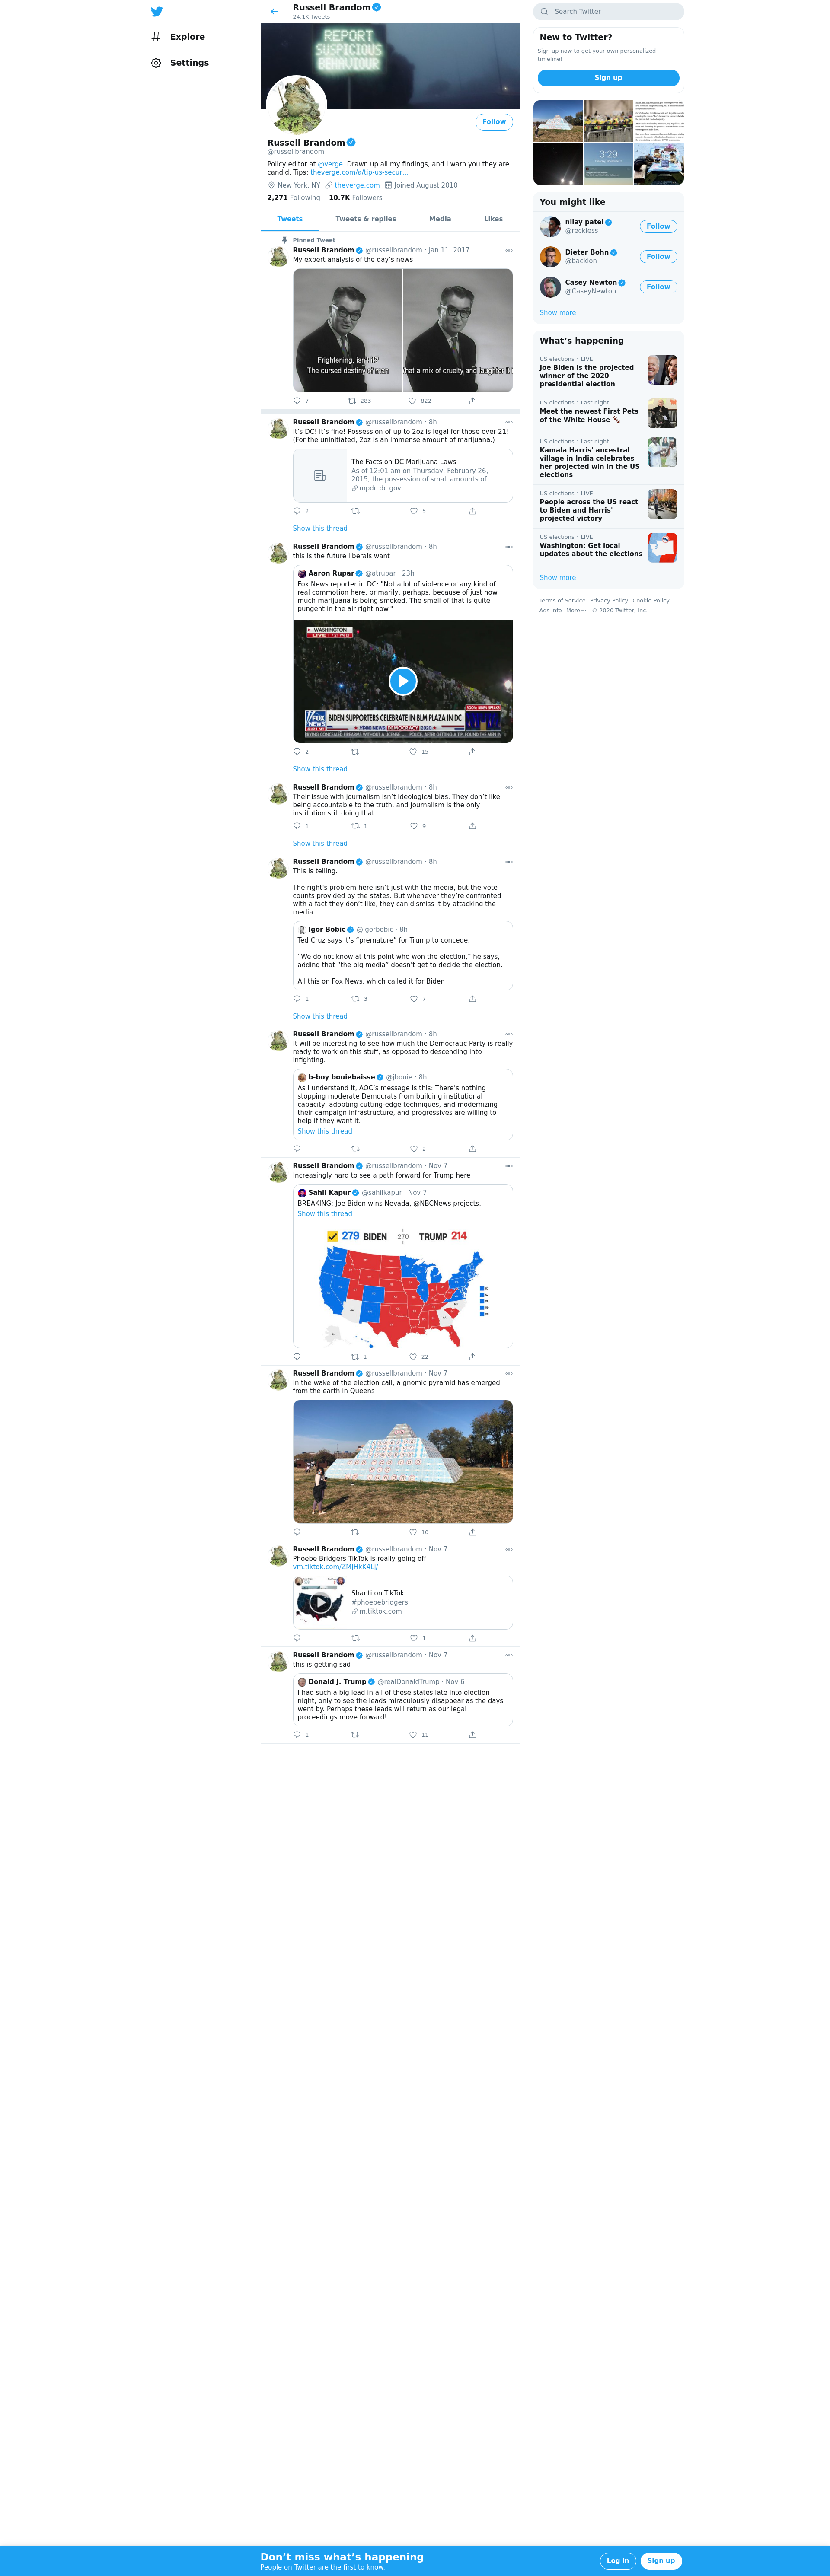 Explore
Settings
Russell Brandom
24.1K Tweets
REPORT
SUSPICIOUS
BEHAVIOUR
Follow
Russell Brandom
@russellbrandom
Policy editor at @verge. Drawn up all my findings, and I warn you they are
candid. Tips: theverge.com/a/tip-us-secur…
New York, NY theverge.com Joined August 2010
2,271 Following 10.7K Followers
Tweets Tweets & replies Media Likes
Pinned Tweet
Russell Brandom @russellbrandom · Jan 11, 2017
My expert analysis of the day’s news
Frightening, isn't it?
The cursed destiny of man
that a mix of cruelty and laughter it i
7 283 822
Russell Brandom @russellbrandom · 8h
It’s DC! It’s fine! Possession of up to 2oz is legal for those over 21!
(For the uninitiated, 2oz is an immense amount of marijuana.)
The Facts on DC Marijuana Laws
As of 12:01 am on Thursday, February 26,
2015, the possession of small amounts of …
mpdc.dc.gov
2 5
Show this thread
Russell Brandom @russellbrandom · 8h
this is the future liberals want
Aaron Rupar @atrupar · 23h
Fox News reporter in DC: "Not a lot of violence or any kind of
real commotion here, primarily, perhaps, because of just how
much marijuana is being smoked. The smell of that is quite
pungent in the air right now."
WASHINGTON
LIVE
BIDEN SUPPORTERS CELEBRATE IN BLM PLAZA IN DC
SOON: BIDEN SPEAKS
FOX NEWS DEMOCRACY 2020
2 15
Show this thread
Russell Brandom @russellbrandom · 8h
Their issue with journalism isn’t ideological bias. They don’t like
being accountable to the truth, and journalism is the only
institution still doing that.
1 1 9
Show this thread
Russell Brandom @russellbrandom · 8h
This is telling.
The right's problem here isn’t just with the media, but the vote
counts provided by the states. But whenever they’re confronted
with a fact they don’t like, they can dismiss it by attacking the
media.
Igor Bobic @igorbobic · 8h
Ted Cruz says it’s “premature” for Trump to concede.
“We do not know at this point who won the election,” he says,
adding that “the big media” doesn’t get to decide the election.
All this on Fox News, which called it for Biden
1 3 7
Show this thread
Russell Brandom @russellbrandom · 8h
It will be interesting to see how much the Democratic Party is really
ready to work on this stuff, as opposed to descending into
infighting.
b-boy bouiebaisse @jbouie · 8h
As I understand it, AOC’s message is this: There’s nothing
stopping moderate Democrats from building institutional
capacity, adopting cutting-edge techniques, and modernizing
their campaign infrastructure, and progressives are willing to
help if they want it.
Show this thread
2
Russell Brandom @russellbrandom · Nov 7
Increasingly hard to see a path forward for Trump here
Sahil Kapur @sahilkapur · Nov 7
BREAKING: Joe Biden wins Nevada, @NBCNews projects.
Show this thread
279 BIDEN 270 TRUMP 214
1 22
Russell Brandom @russellbrandom · Nov 7
In the wake of the election call, a gnomic pyramid has emerged
from the earth in Queens
10
Russell Brandom @russellbrandom · Nov 7
Phoebe Bridgers TikTok is really going off
vm.tiktok.com/ZMJHkK4Lj/
Shanti on TikTok
#phoebebridgers
m.tiktok.com
1
Russell Brandom @russellbrandom · Nov 7
this is getting sad
Donald J. Trump @realDonaldTrump · Nov 6
I had such a big lead in all of these states late into election
night, only to see the leads miraculously disappear as the days
went by. Perhaps these leads will return as our legal
proceedings move forward!
1 11
Search Twitter
New to Twitter?
Sign up now to get your own personalized
timeline!
Sign up
3:29
You might like
nilay patel
@reckless
Follow
Dieter Bohn
@backlon
Follow
Casey Newton
@CaseyNewton
Follow
Show more
What’s happening
US elections · LIVE
Joe Biden is the projected
winner of the 2020
presidential election
US elections · Last night
Meet the newest First Pets
of the White House 🐾
US elections · Last night
Kamala Harris' ancestral
village in India celebrates
her projected win in the US
elections
US elections · LIVE
People across the US react
to Biden and Harris'
projected victory
US elections · LIVE
Washington: Get local
updates about the elections
Show more
Terms of Service Privacy Policy Cookie Policy
Ads info More © 2020 Twitter, Inc.
Don’t miss what’s happening
People on Twitter are the first to know.
Log in
Sign up